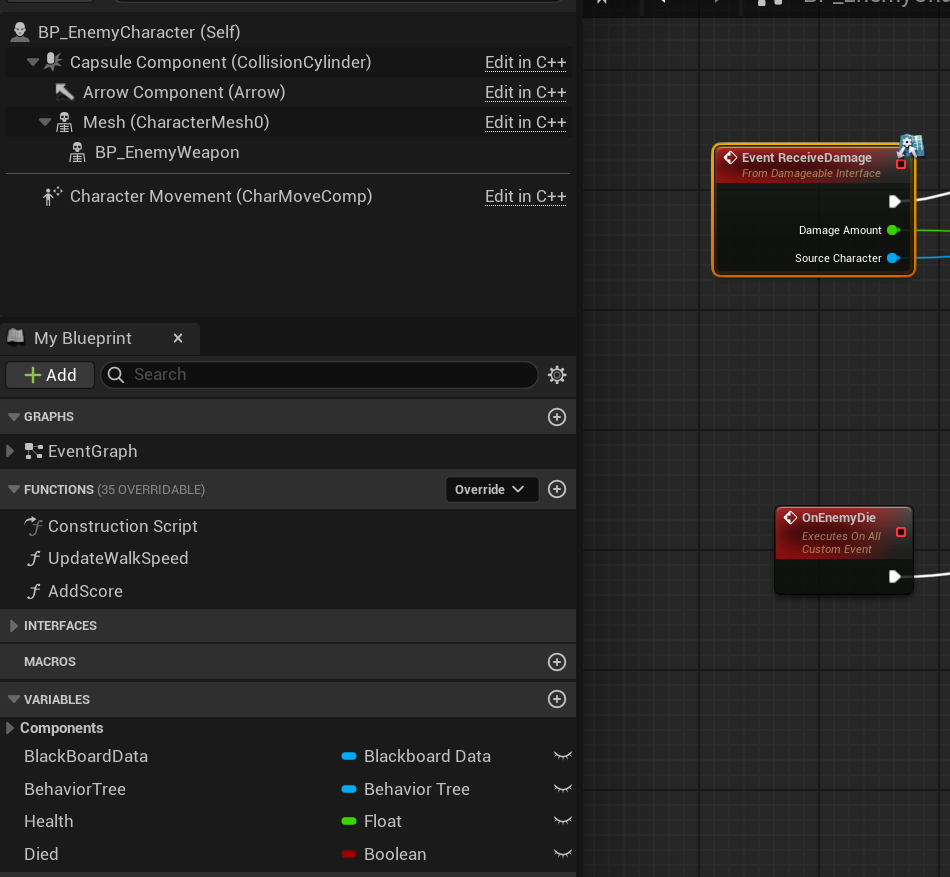 BP_EnemyCharacter (Self)
Capsule Component (CollisionCylinder) Edit in C++
Arrow Component (Arrow) Edit in C++
Mesh (CharacterMesh0) Edit in C++
BP_EnemyWeapon
Character Movement (CharMoveComp) Edit in C++
My Blueprint
Add
Search
GRAPHS
EventGraph
FUNCTIONS (35 OVERRIDABLE) Override
Construction Script
UpdateWalkSpeed
AddScore
INTERFACES
MACROS
VARIABLES
Components
BlackBoardData Blackboard Data
BehaviorTree Behavior Tree
Health Float
Died Boolean
Event ReceiveDamage
From Damageable Interface
Damage Amount
Source Character
OnEnemyDie
Executes On All
Custom Event